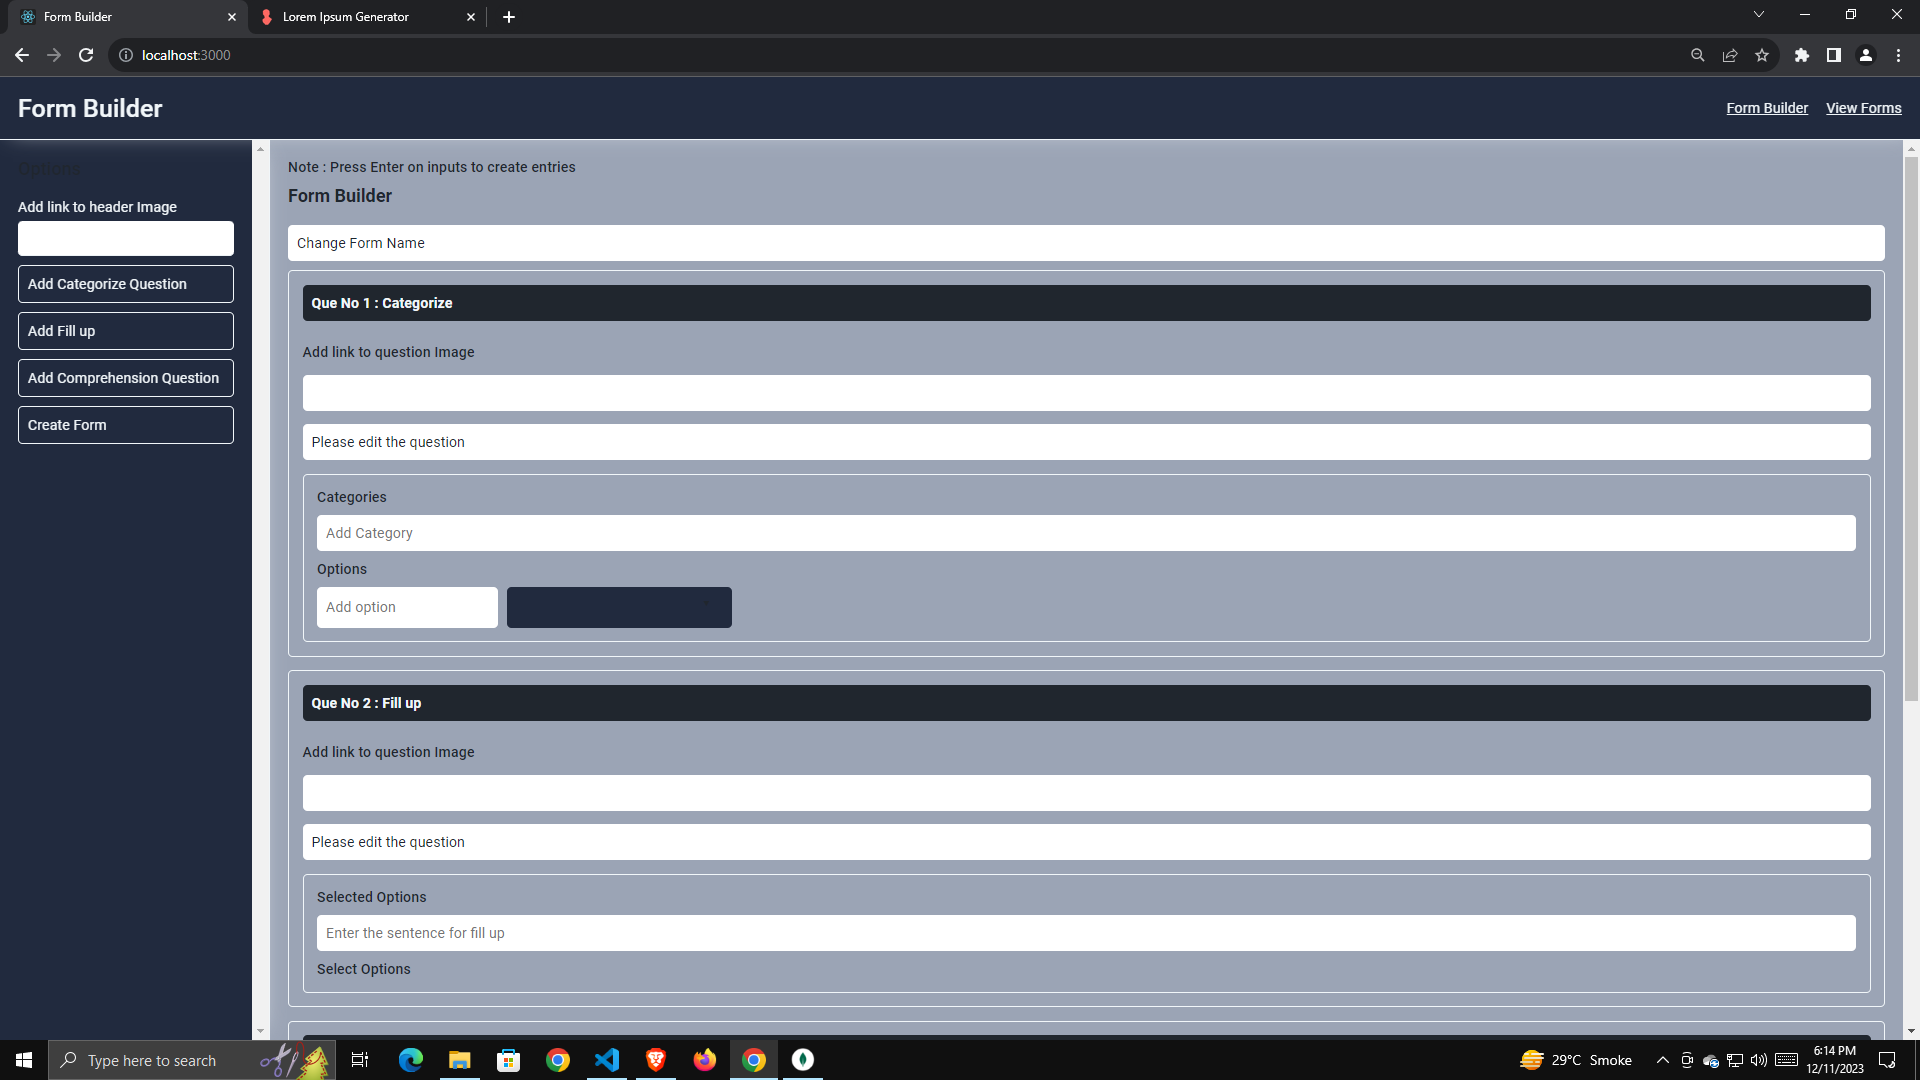 Form Builder
Lorem Ipsum Generator
localhost:3000
Form Builder
Form Builder
View Forms
Options
Add link to header Image
Add Categorize Question
Add Fill up
Add Comprehension Question
Create Form
Note : Press Enter on inputs to create entries
Form Builder
Change Form Name
Que No 1 : Categorize
Add link to question Image
Please edit the question
Categories
Add Category
Options
Add option
Que No 2 : Fill up
Add link to question Image
Please edit the question
Selected Options
Enter the sentence for fill up
Select Options
Type here to search
29°C Smoke
6:14 PM
12/11/2023